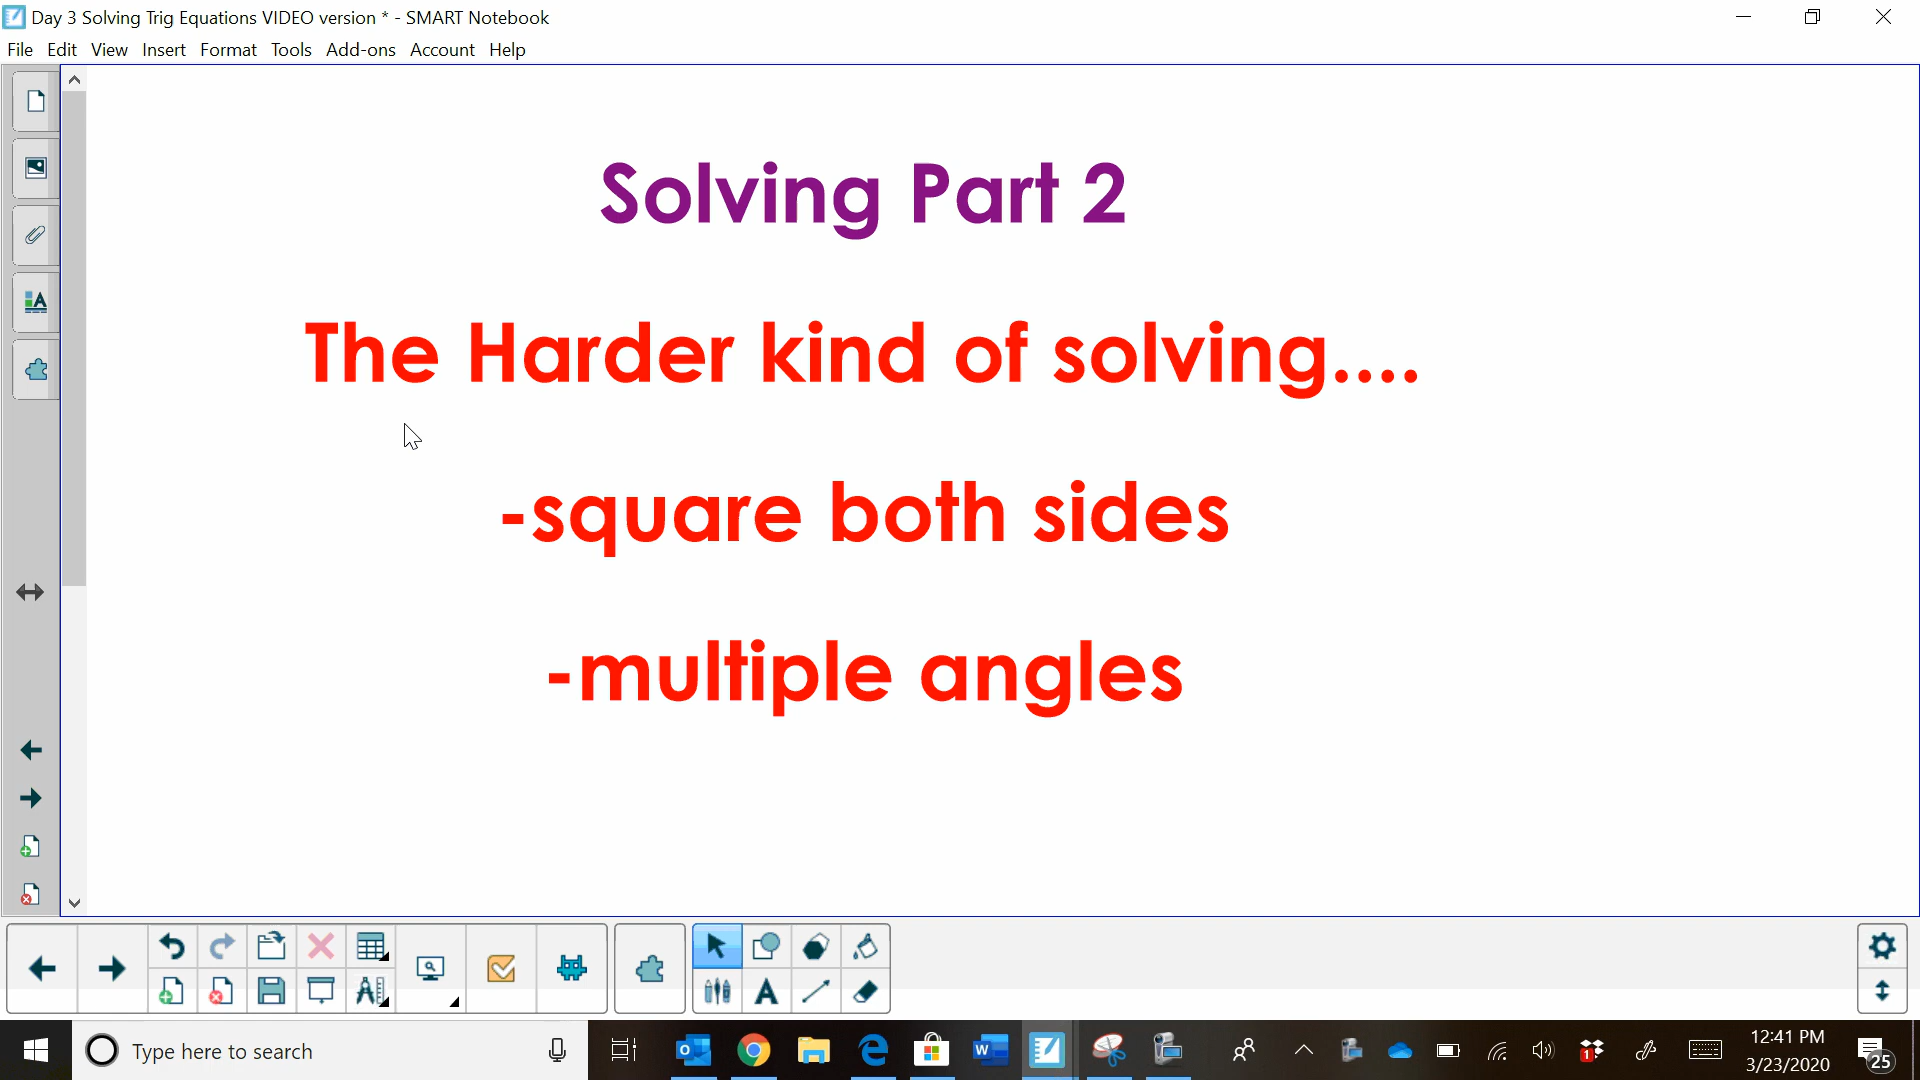 Day 3 Solving Trig Equations VIDEO version * - SMART Notebook
File Edit View Insert Format Tools Add-ons Account Help
Solving Part 2
The Harder kind of solving....
-square both sides
-multiple angles
Type here to search
12:41 PM
3/23/2020
1
25